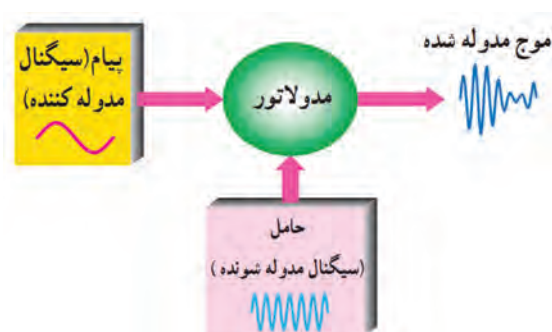 موج مدوله شده
مدولاتور
پیام(سیگنال
مدوله کننده)
حامل
(سیگنال مدوله شونده )